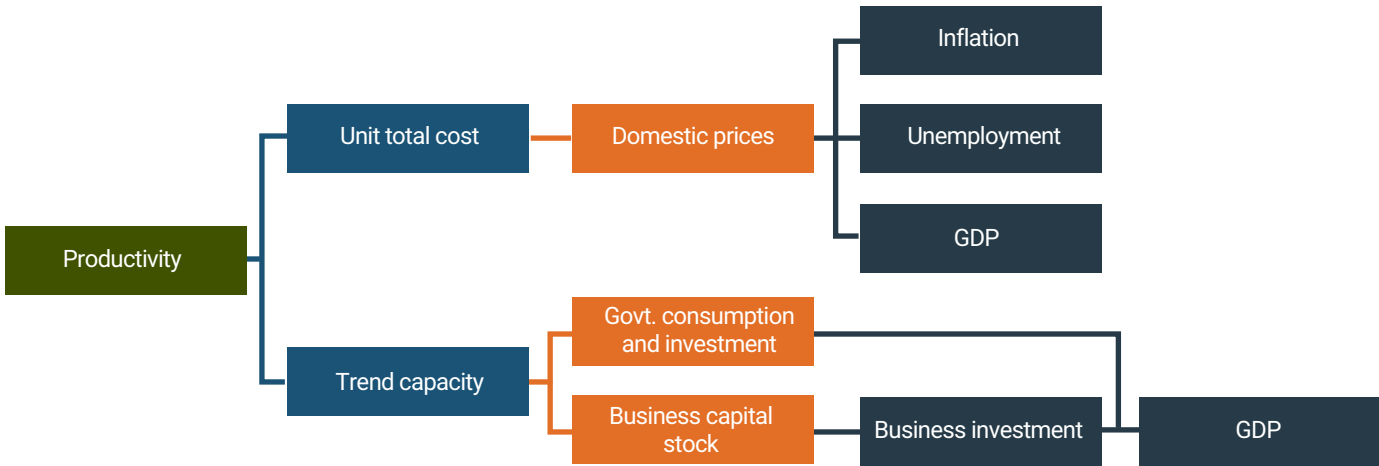 Inflation
Unit total cost
Domestic prices
Unemployment
Productivity
GDP
Govt. consumption
and investment
Trend capacity
Business capital
stock
Business investment
GDP